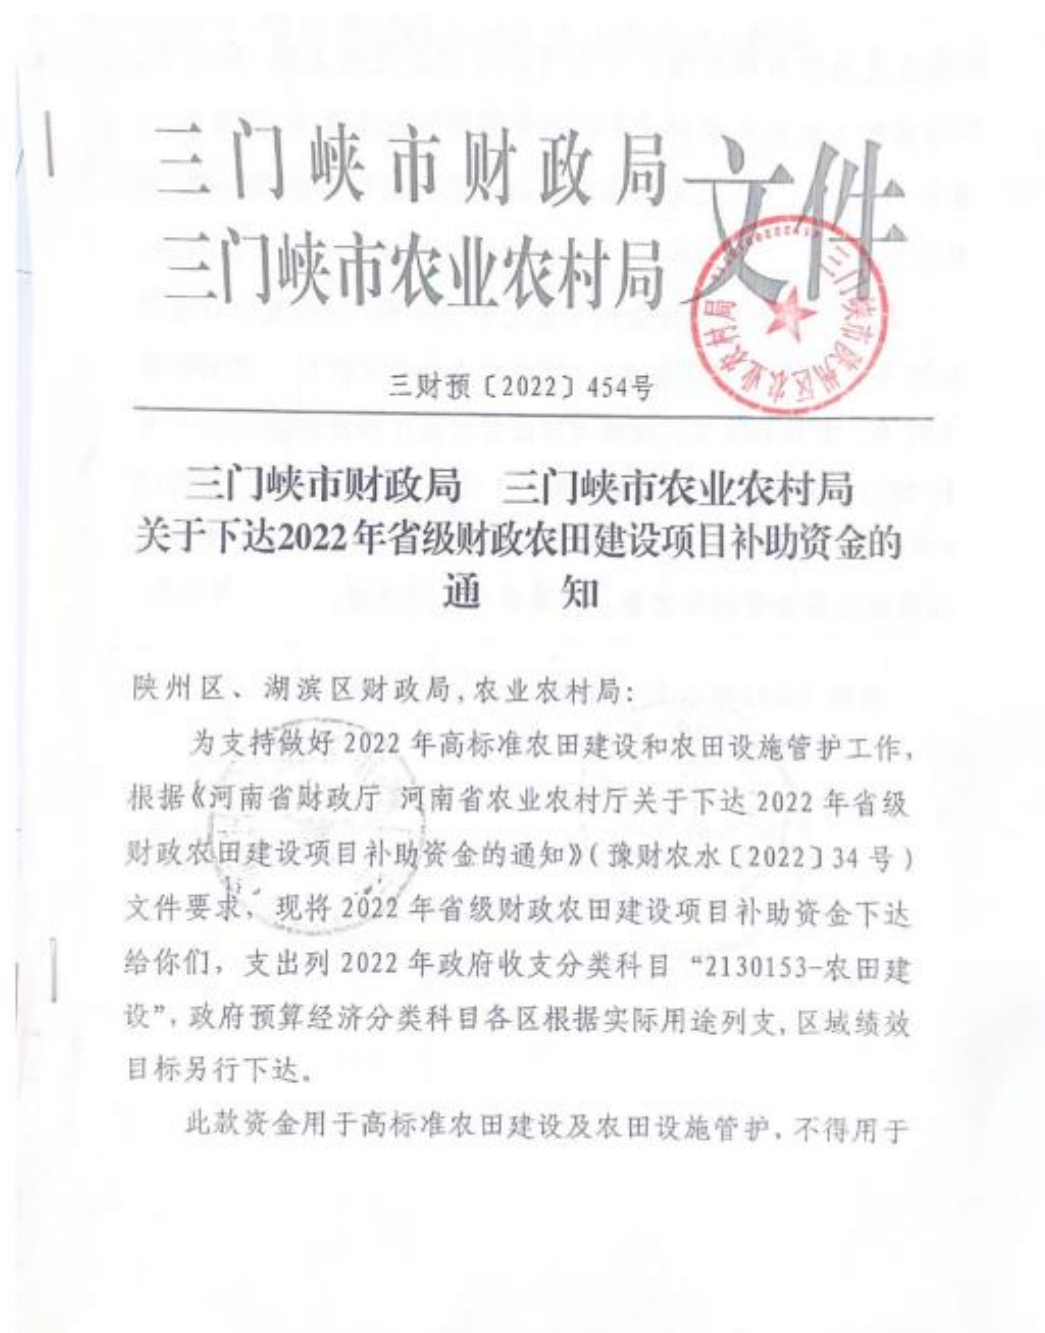 三门峡市财政局
三门峡市农业农村局
文件
三门峡市陕州区农业农村局
三财预〔2022〕454号
三门峡市财政局 三门峡市农业农村局
关于下达2022年省级财政农田建设项目补助资金的
通 知
陕州区、湖滨区财政局,农业农村局:
为支持做好2022年高标准农田建设和农田设施管护工作,
根据《河南省财政厅 河南省农业农村厅关于下达2022年省级
财政农田建设项目补助资金的通知》(豫财农水〔2022〕34号)
文件要求,现将2022年省级财政农田建设项目补助资金下达
给你们,支出列2022年政府收支分类科目“2130153-农田建
设”,政府预算经济分类科目各区根据实际用途列支,区域绩效
目标另行下达。
此款资金用于高标准农田建设及农田设施管护,不得用于